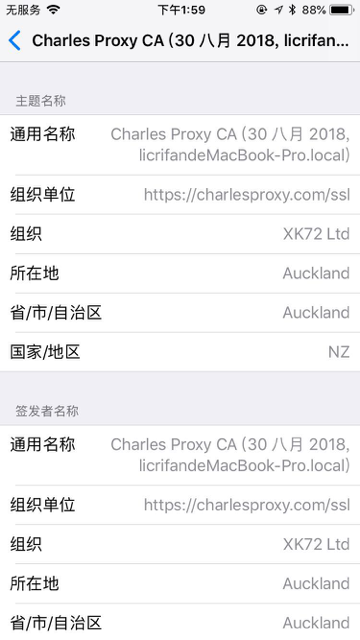 无服务 下午1:59 88%
Charles Proxy CA (30 八月 2018, licrifan...
主题名称
通用名称 Charles Proxy CA (30 八月 2018,
licrifandeMacBook-Pro.local)
组织单位 https://charlesproxy.com/ssl
组织 XK72 Ltd
所在地 Auckland
省/市/自治区 Auckland
国家/地区 NZ
签发者名称
通用名称 Charles Proxy CA (30 八月 2018,
licrifandeMacBook-Pro.local)
组织单位 https://charlesproxy.com/ssl
组织 XK72 Ltd
所在地 Auckland
省/市/自治区 Auckland